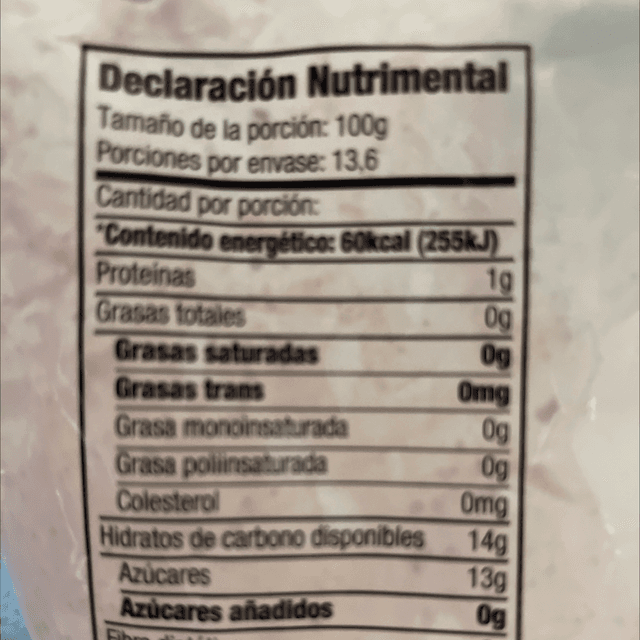 Declaración Nutrimental
Tamaño de la porción: 100g
Porciones por envase: 13.6
Cantidad por porción:
*Contenido energético: 60kcal (255kJ)
Proteínas 1g
Grasas totales 0g
Grasas saturadas 0g
Grasas trans 0mg
Grasa monoinsaturada 0g
Grasa poliinsaturada 0g
Colesterol 0mg
Hidratos de carbono disponibles 14g
Azúcares 13g
Azúcares añadidos 0g